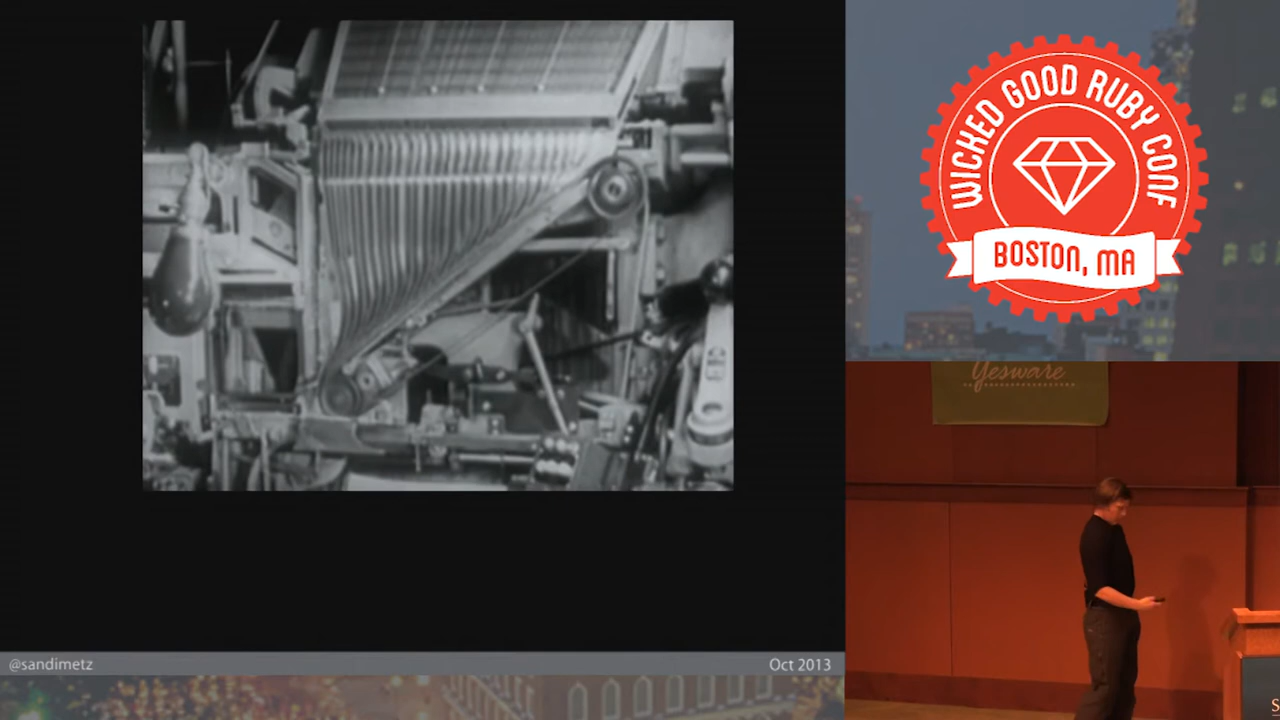 WICKED GOOD RUBY CONF
BOSTON, MA
yesware
@sandimetz
Oct 2013
S